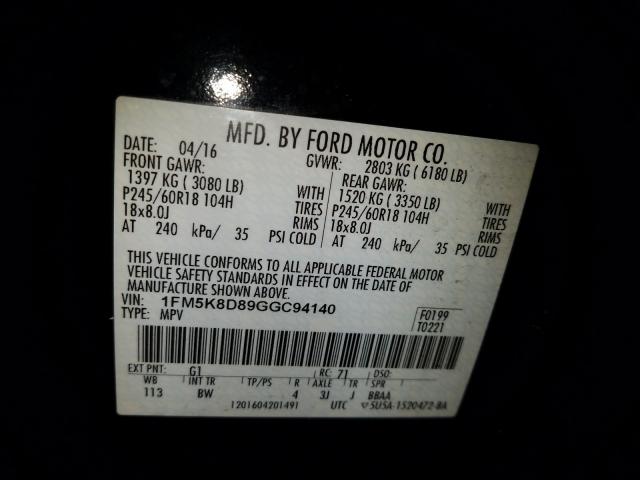 MFD. BY FORD MOTOR CO.
DATE: 04/16 GVWR: 2803 KG ( 6180 LB)
FRONT GAWR: REAR GAWR:
1397 KG ( 3080 LB) WITH 1520 KG ( 3350 LB) WITH
P245/60R18 104H TIRES P245/60R18 104H TIRES
18x8.0J RIMS 18x8.0J RIMS
AT 240 kPa/ 35 PSI COLD AT 240 kPa/ 35 PSI COLD
THIS VEHICLE CONFORMS TO ALL APPLICABLE FEDERAL MOTOR
VEHICLE SAFETY STANDARDS IN EFFECT ON THE DATE OF
MANUFACTURE SHOWN ABOVE.
VIN: 1FM5K8D89GGC94140 F0199
TYPE: MPV T0221
EXT PNT: G1 RC: 71 DSO:
WB INT TR TP/PS R AXLE TR SPR
113 BW 4 3J J BBAA
1201604201491 UTC 5U5A-1520472-BA